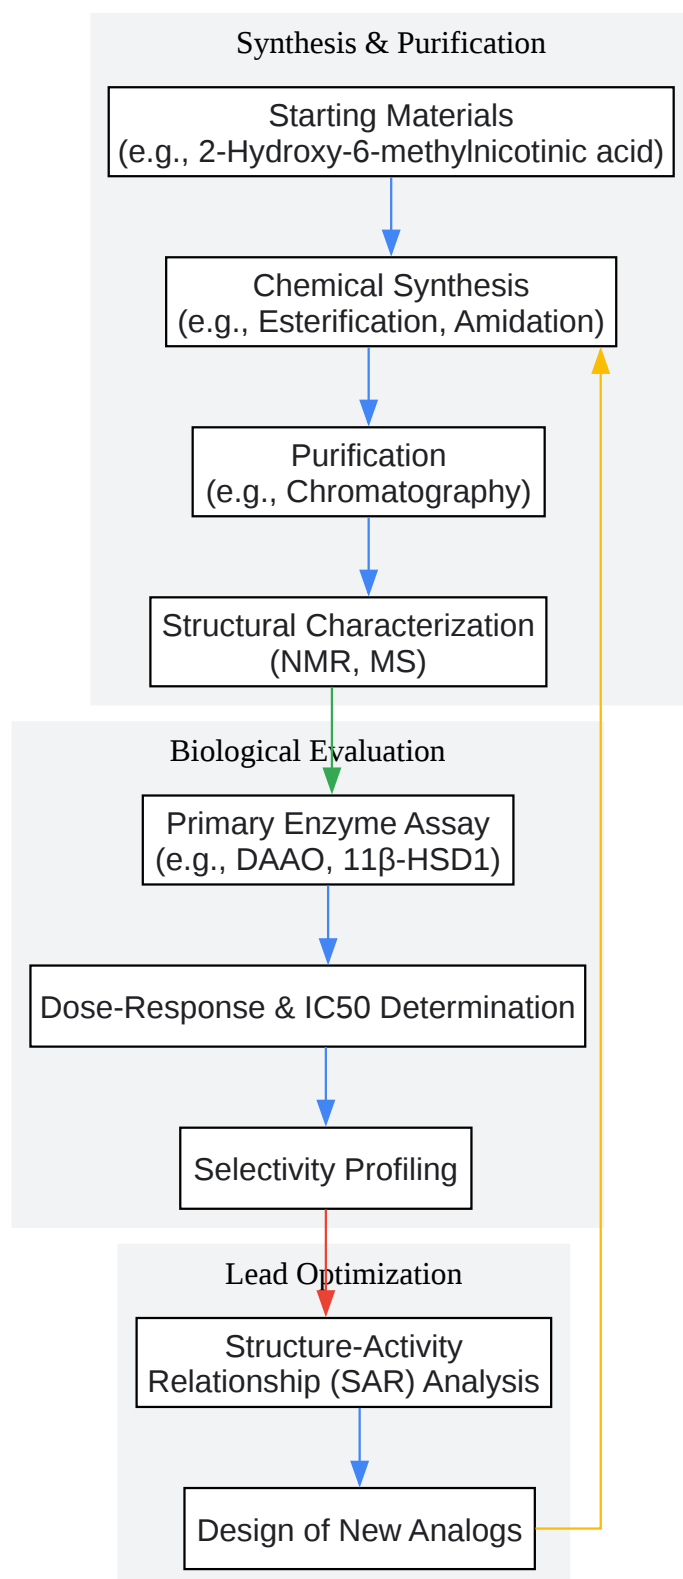 Synthesis & Purification
Starting Materials
(e.g., 2-Hydroxy-6-methylnicotinic acid)
Chemical Synthesis
(e.g., Esterification, Amidation)
Purification
(e.g., Chromatography)
Structural Characterization
(NMR, MS)
Biological Evaluation
Primary Enzyme Assay
(e.g., DAAO, 11β-HSD1)
Dose-Response & IC50 Determination
Selectivity Profiling
Lead Optimization
Structure-Activity
Relationship (SAR) Analysis
Design of New Analogs